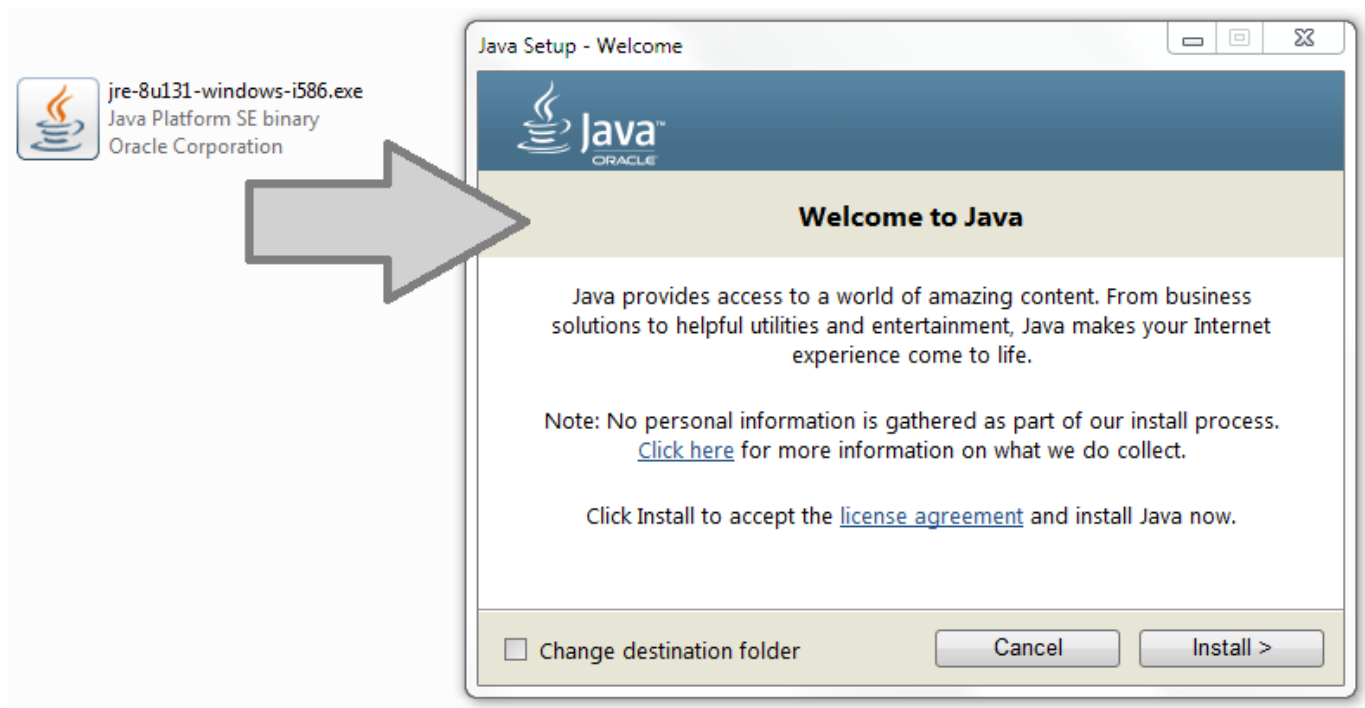 jre-8u131-windows-i586.exe
Java Platform SE binary
Oracle Corporation
Java Setup - Welcome
Java™
ORACLE
Welcome to Java
Java provides access to a world of amazing content. From business
solutions to helpful utilities and entertainment, Java makes your Internet
experience come to life.
Note: No personal information is gathered as part of our install process.
Click here for more information on what we do collect.
Click Install to accept the license agreement and install Java now.
Change destination folder
Cancel
Install >